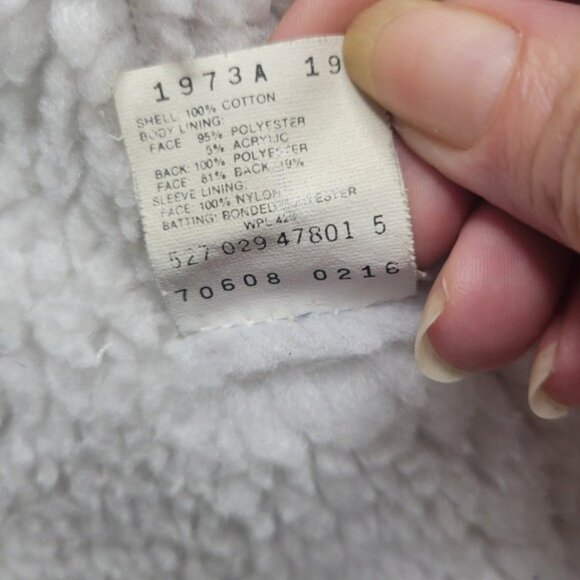 1973A 19
SHELL: 100% COTTON
BODY LINING:
FACE: 95% POLYESTER
5% ACRYLIC
BACK: 100% POLYESTER
FACE: 81% BACK: 19%
SLEEVE LINING:
FACE: 100% NYLON
BATTING: BONDED POLYESTER
WPL 423
527 029 47801 5
70608 0216